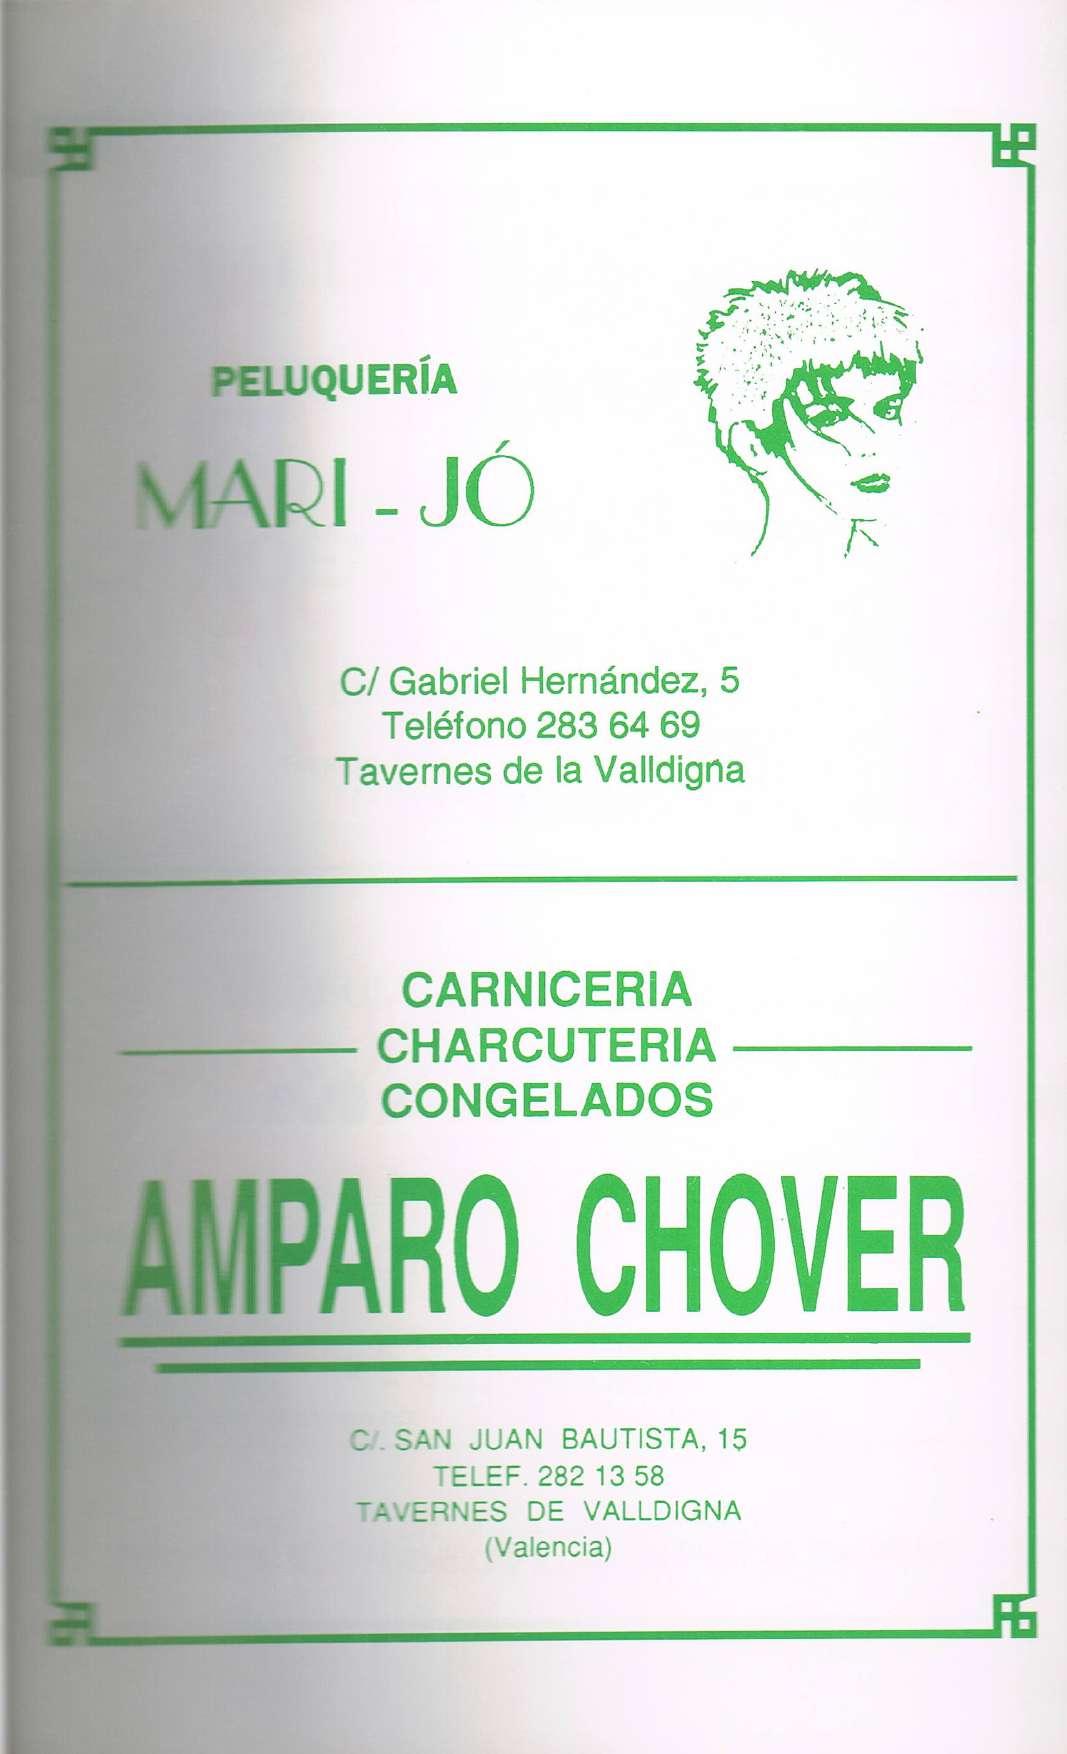 PELUQUERÍA
MARI - JÓ
C/ Gabriel Hernández, 5
Teléfono 283 64 69
Tavernes de la Valldigna
CARNICERIA
CHARCUTERIA
CONGELADOS
AMPARO CHOVER
C/. SAN JUAN BAUTISTA, 15
TELEF. 282 13 58
TAVERNES DE VALLDIGNA
(Valencia)